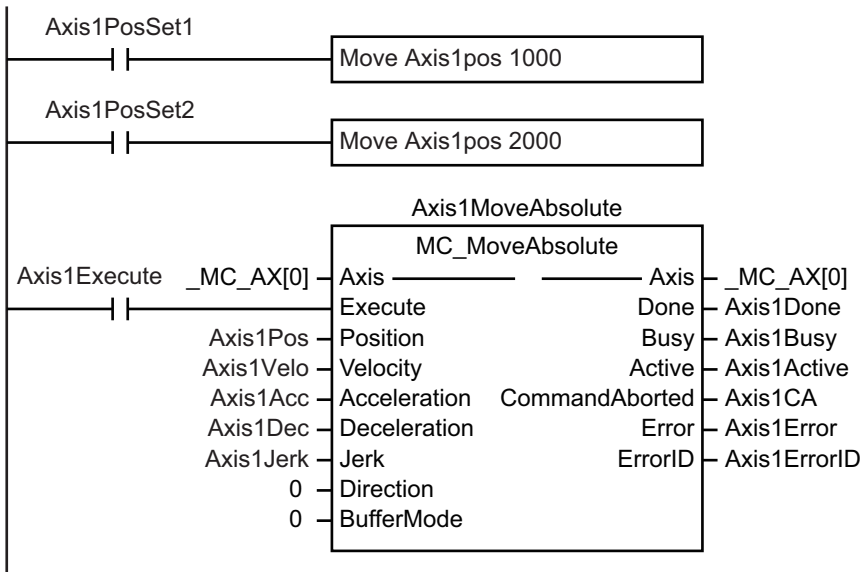 Axis1PosSet1
Move Axis1pos 1000
Axis1PosSet2
Move Axis1pos 2000
Axis1MoveAbsolute
MC_MoveAbsolute
Axis1Execute _MC_AX[0] Axis Axis _MC_AX[0]
Execute Done Axis1Done
Axis1Pos Position Busy Axis1Busy
Axis1Velo Velocity Active Axis1Active
Axis1Acc Acceleration CommandAborted Axis1CA
Axis1Dec Deceleration Error Axis1Error
Axis1Jerk Jerk ErrorID Axis1ErrorID
0 Direction
0 BufferMode